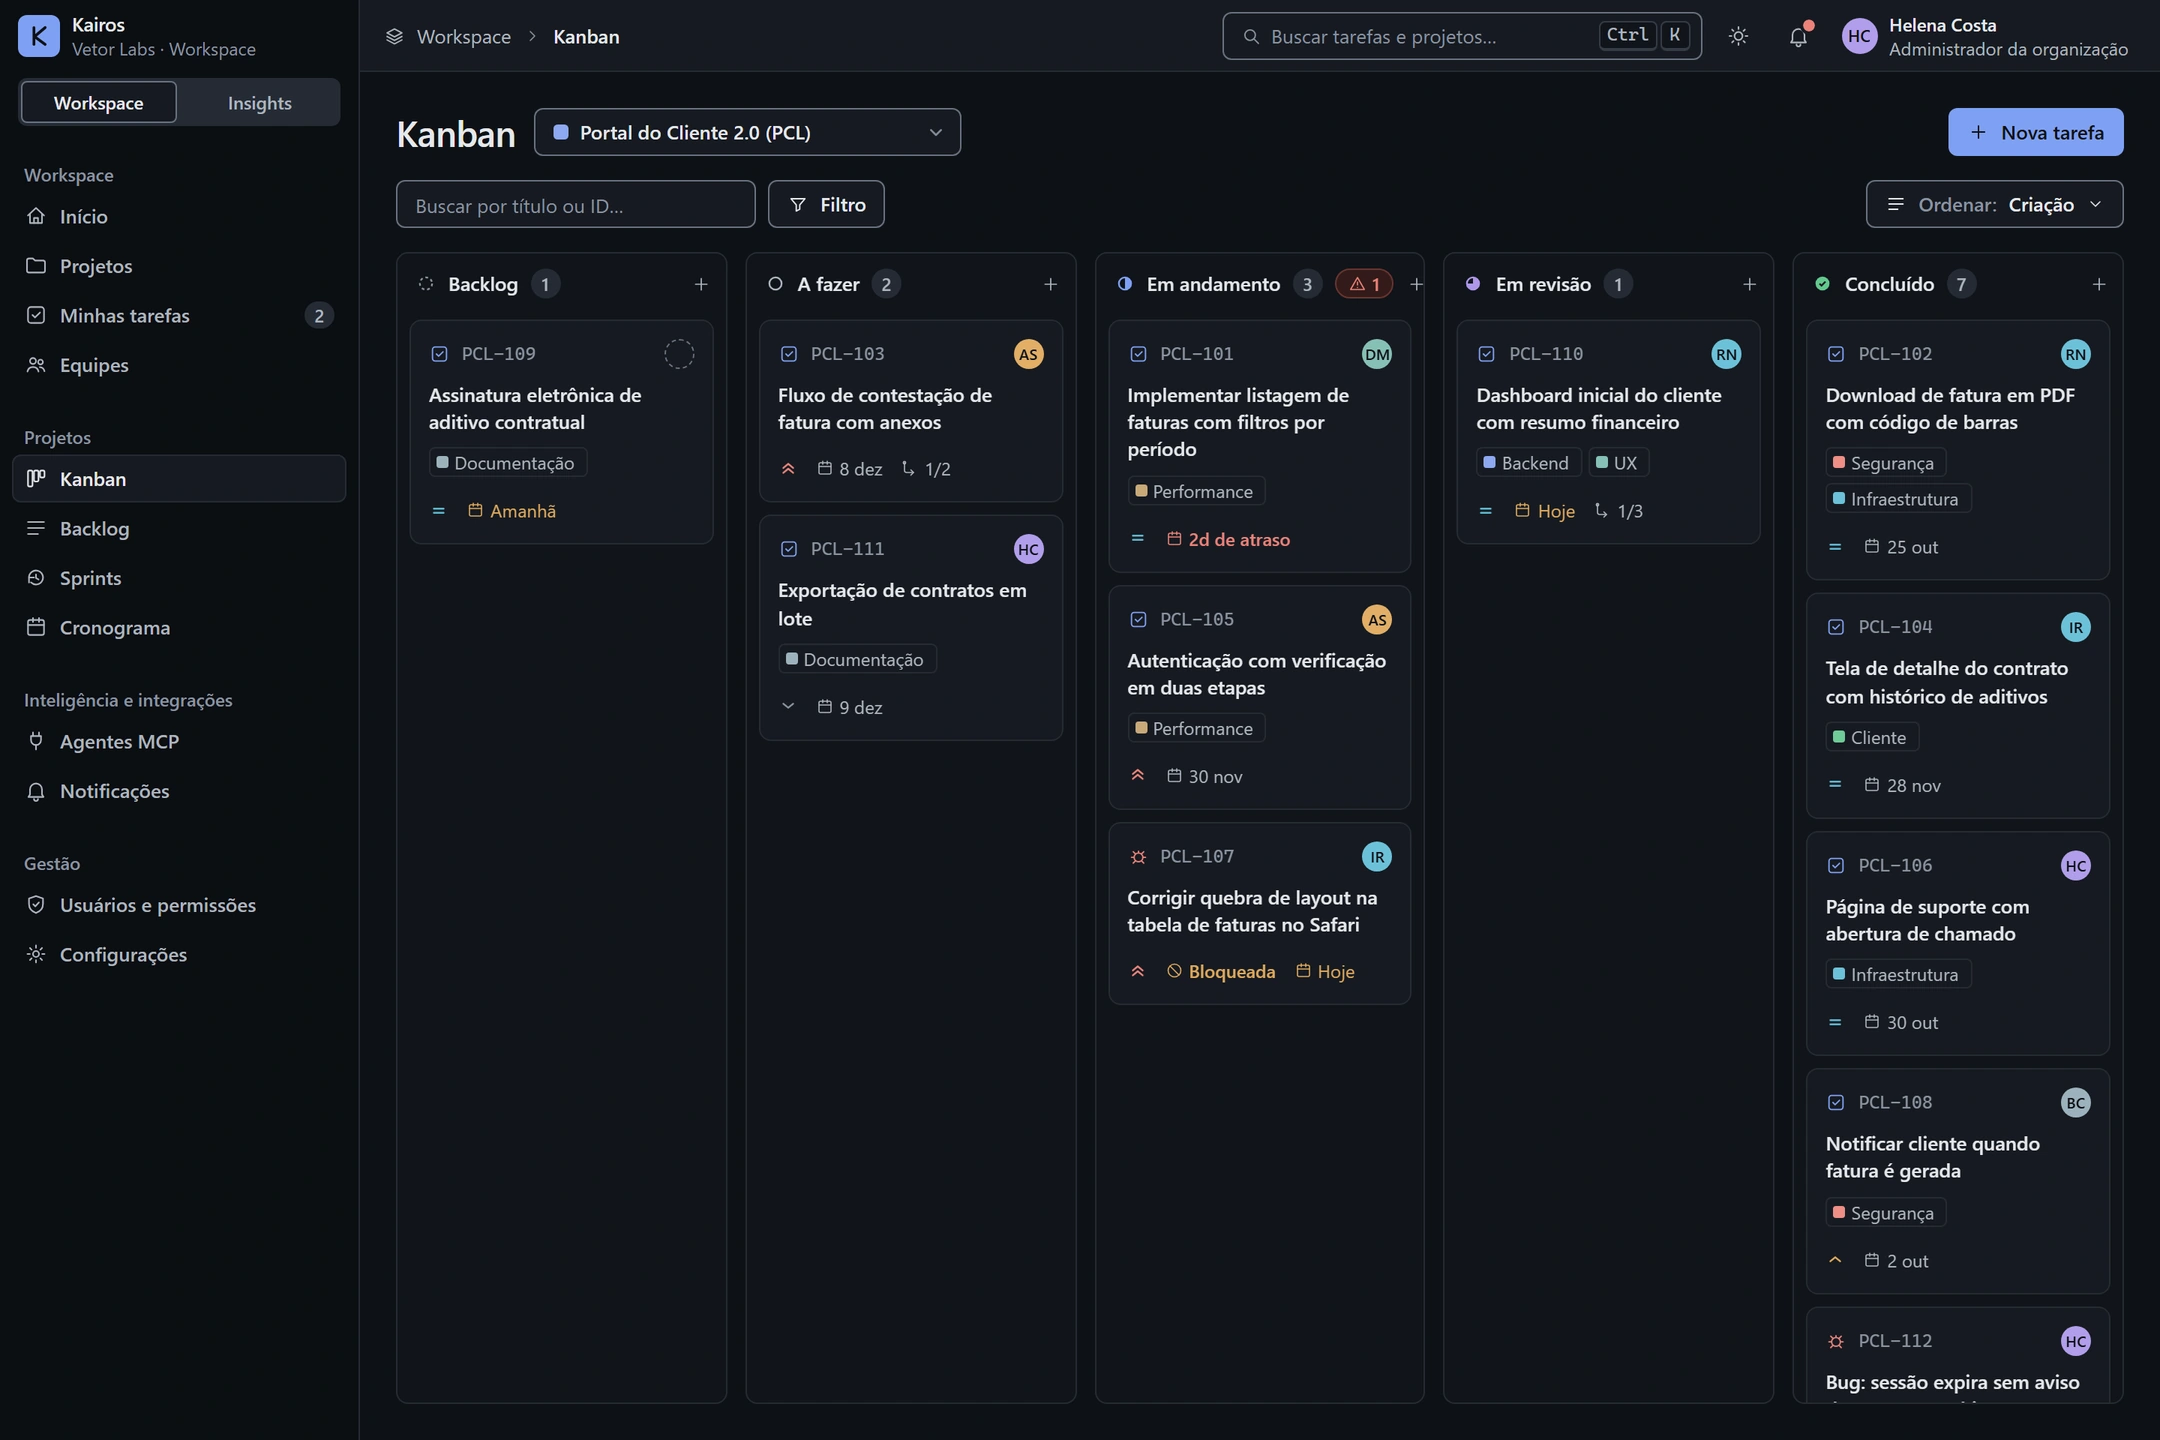 K
Kairos
Vetor Labs · Workspace
Workspace
Insights
Workspace
Início
Projetos
Minhas tarefas 2
Equipes
Projetos
Kanban
Backlog
Sprints
Cronograma
Inteligência e integrações
Agentes MCP
Notificações
Gestão
Usuários e permissões
Configurações
Workspace > Kanban
Buscar tarefas e projetos... Ctrl K
HC
Helena Costa
Administrador da organização
Kanban
Portal do Cliente 2.0 (PCL)
+ Nova tarefa
Buscar por título ou ID...
Filtro
Ordenar: Criação
Backlog 1 +
PCL-109
Assinatura eletrônica de
aditivo contratual
Documentação
Amanhã
A fazer 2 +
PCL-103 AS
Fluxo de contestação de
fatura com anexos
8 dez 1/2
PCL-111 HC
Exportação de contratos em
lote
Documentação
9 dez
Em andamento 3 1 +
PCL-101 DM
Implementar listagem de
faturas com filtros por
período
Performance
2d de atraso
PCL-105 AS
Autenticação com verificação
em duas etapas
Performance
30 nov
PCL-107 IR
Corrigir quebra de layout na
tabela de faturas no Safari
Bloqueada Hoje
Em revisão 1 +
PCL-110 RN
Dashboard inicial do cliente
com resumo financeiro
Backend UX
Hoje 1/3
Concluído 7 +
PCL-102 RN
Download de fatura em PDF
com código de barras
Segurança
Infraestrutura
25 out
PCL-104 IR
Tela de detalhe do contrato
com histórico de aditivos
Cliente
28 nov
PCL-106 HC
Página de suporte com
abertura de chamado
Infraestrutura
30 out
PCL-108 BC
Notificar cliente quando
fatura é gerada
Segurança
2 out
PCL-112 HC
Bug: sessão expira sem aviso